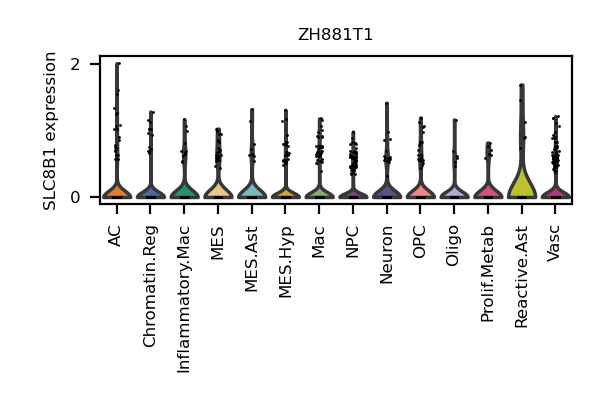 ZH881T1
SLC8B1 expression
2
0
AC
Chromatin.Reg
Inflammatory.Mac
MES
MES.Ast
MES.Hyp
Mac
NPC
Neuron
OPC
Oligo
Prolif.Metab
Reactive.Ast
Vasc